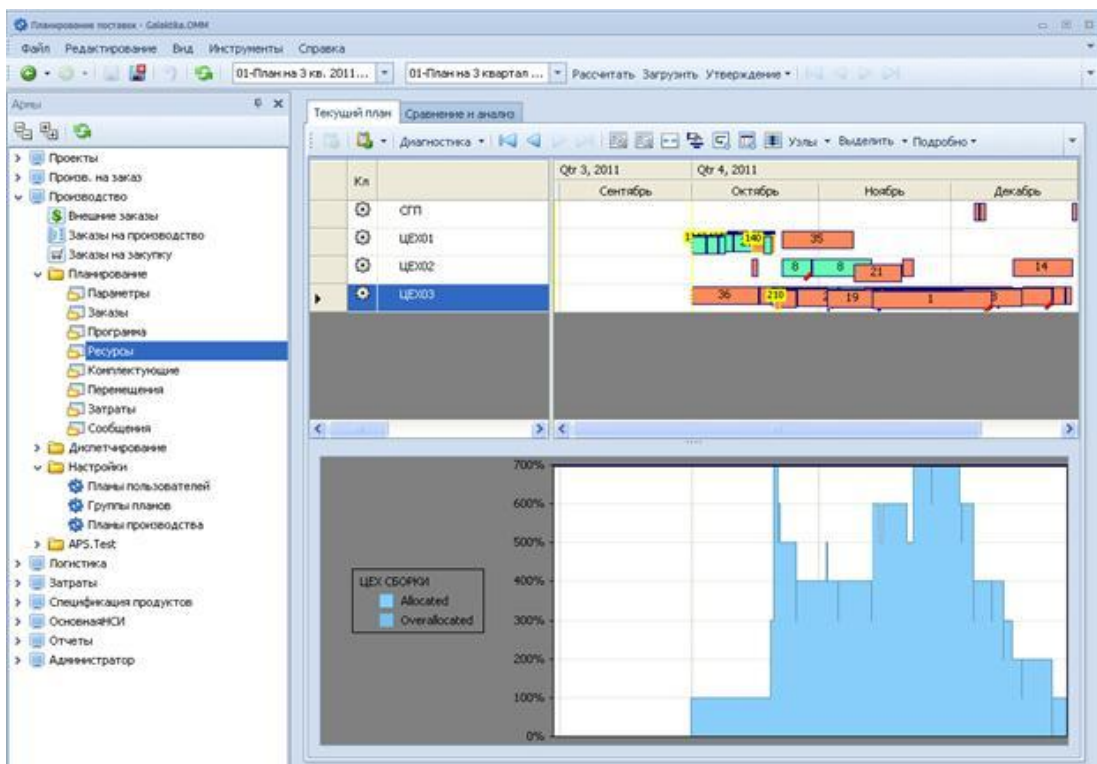 Планирование поставок - Galaktika.OMM
Файл Редактирование Вид Инструменты Справка
01-План на 3 кв. 2011... 01-План на 3 квартал ... Рассчитать Загрузить Утверждение
Армы
Текущий план Сравнение и анализ
Диагностика Узлы Выделить Подробно
Проекты
Произв. на заказ
Производство
Внешние заказы
Заказы на производство
Заказы на закупку
Планирование
Параметры
Заказы
Программа
Ресурсы
Комплектующие
Перемещения
Затраты
Сообщения
Диспетчирование
Настройки
Планы пользователей
Группы планов
Планы производства
APS.Test
Логистика
Затраты
Спецификация продуктов
ОсновнаяНСИ
Отчеты
Администратор
Кл
Qtr 3, 2011 Qtr 4, 2011
Сентябрь Октябрь Ноябрь Декабрь
СГП
ЦЕХ01 140 35
ЦЕХ02 8 8 21 14
ЦЕХ03 36 210 2 19 1 3
700%
600%
500%
400%
300%
200%
100%
0%
ЦЕХ СБОРКИ
Allocated
Overallocated